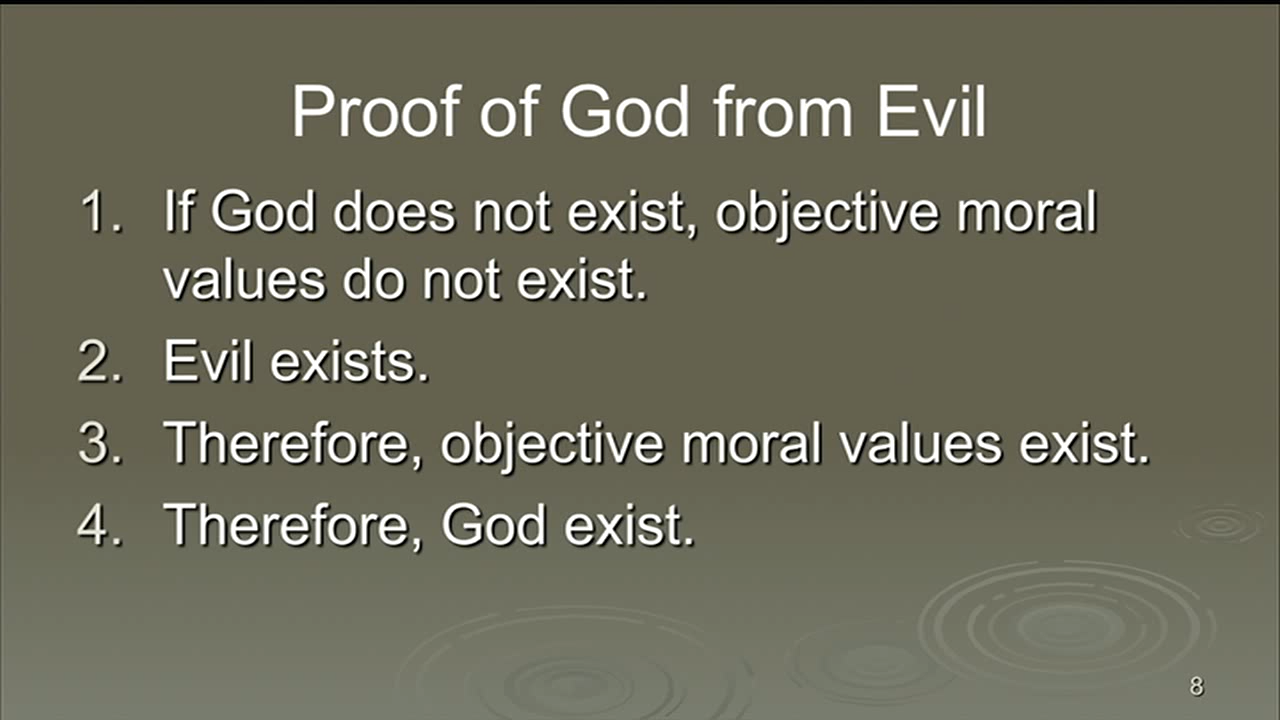 Proof of God from Evil
1. If God does not exist, objective moral
values do not exist.
2. Evil exists.
3. Therefore, objective moral values exist.
4. Therefore, God exist.
8